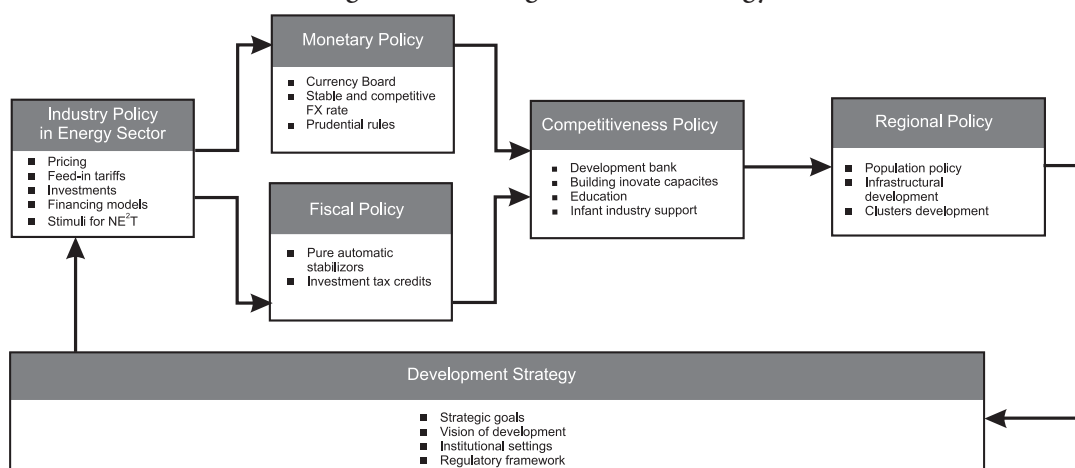 Monetary Policy
■ Currency Board
■ Stable and competitive
FX rate
■ Prudential rules
Industry Policy
in Energy Sector
■ Pricing
■ Feed-in tariffs
■ Investments
■ Financing models
■ Stimuli for NE²T
Fiscal Policy
■ Pure automatic
stabilizors
■ Investment tax credits
Competitiveness Policy
■ Development bank
■ Building inovate capacites
■ Education
■ Infant industry support
Regional Policy
■ Population policy
■ Infrastructural
development
■ Clusters development
Development Strategy
■ Strategic goals
■ Vision of development
■ Institutional settings
■ Regulatory framework